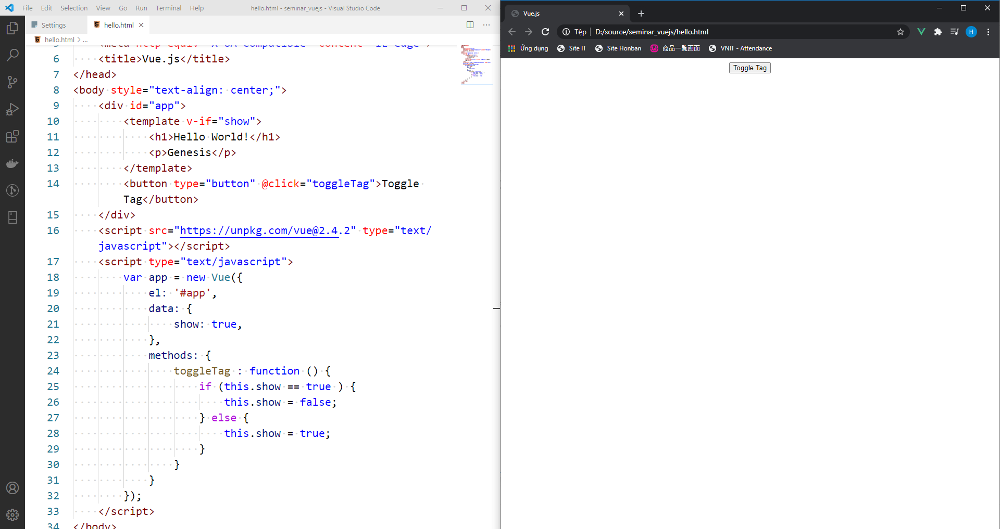 File Edit Selection View Go Run Terminal Help hello.html - seminar_vuejs - Visual Studio Code
Settings
hello.html
hello.html > ...
6 <title>Vue.js</title>
7 </head>
8 <body style="text-align: center;">
9 <div id="app">
10 <template v-if="show">
11 <h1>Hello World!</h1>
12 <p>Genesis</p>
13 </template>
14 <button type="button" @click="toggleTag">Toggle
Tag</button>
15 </div>
16 <script src="https://unpkg.com/vue@2.4.2" type="text/
javascript"></script>
17 <script type="text/javascript">
18 var app = new Vue({
19 el: '#app',
20 data: {
21 show: true,
22 },
23 methods: {
24 toggleTag : function () {
25 if (this.show == true ) {
26 this.show = false;
27 } else {
28 this.show = true;
29 }
30 }
31 }
32 });
33 </script>
34 </body>
Vue.js
Tệp D:/source/seminar_vuejs/hello.html
H
Ứng dụng Site IT Site Honban 商品一覧画面 VNIT - Attendance
Toggle Tag